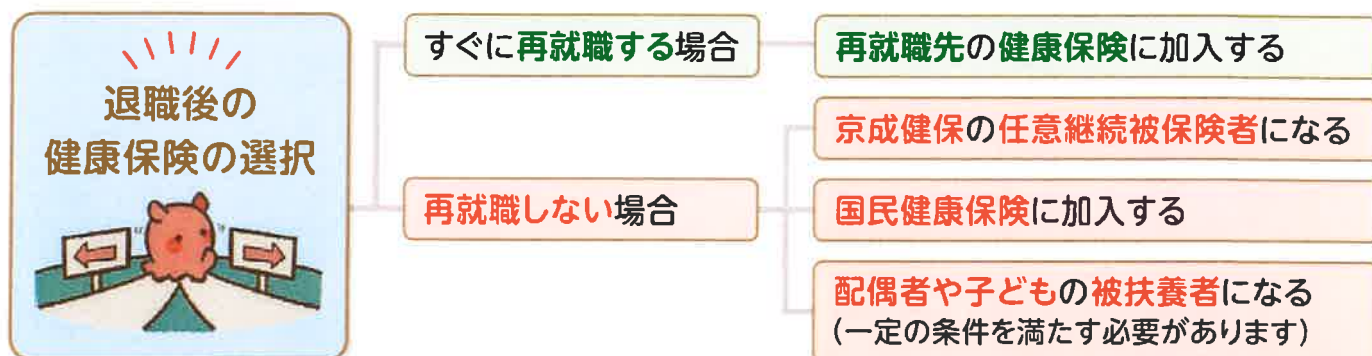 退職後の
健康保険の選択
すぐに再就職する場合
再就職先の健康保険に加入する
再就職しない場合
京成健保の任意継続被保険者になる
国民健康保険に加入する
配偶者や子どもの被扶養者になる
(一定の条件を満たす必要があります)